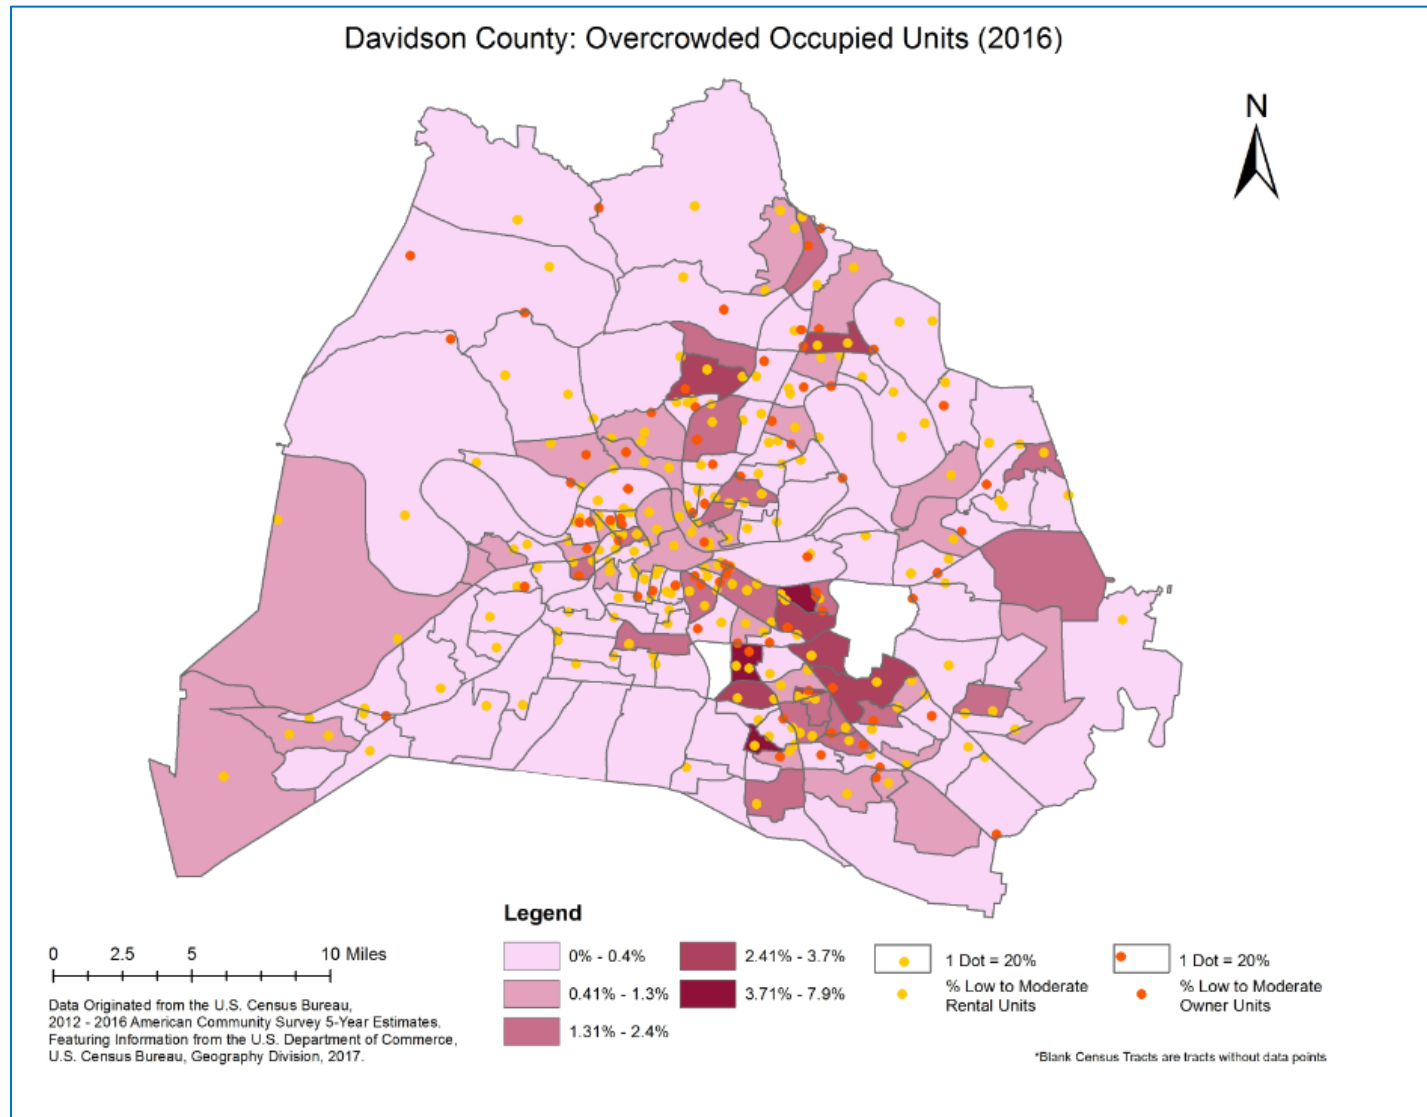 Davidson County: Overcrowded Occupied Units (2016)
N
Legend
0 2.5 5 10 Miles
0% - 0.4%
0.41% - 1.3%
1.31% - 2.4%
2.41% - 3.7%
3.71% - 7.9%
1 Dot = 20%
% Low to Moderate
Rental Units
1 Dot = 20%
% Low to Moderate
Owner Units
Data Originated from the U.S. Census Bureau,
2012 - 2016 American Community Survey 5-Year Estimates.
Featuring Information from the U.S. Department of Commerce,
U.S. Census Bureau, Geography Division, 2017.
*Blank Census Tracts are tracts without data points